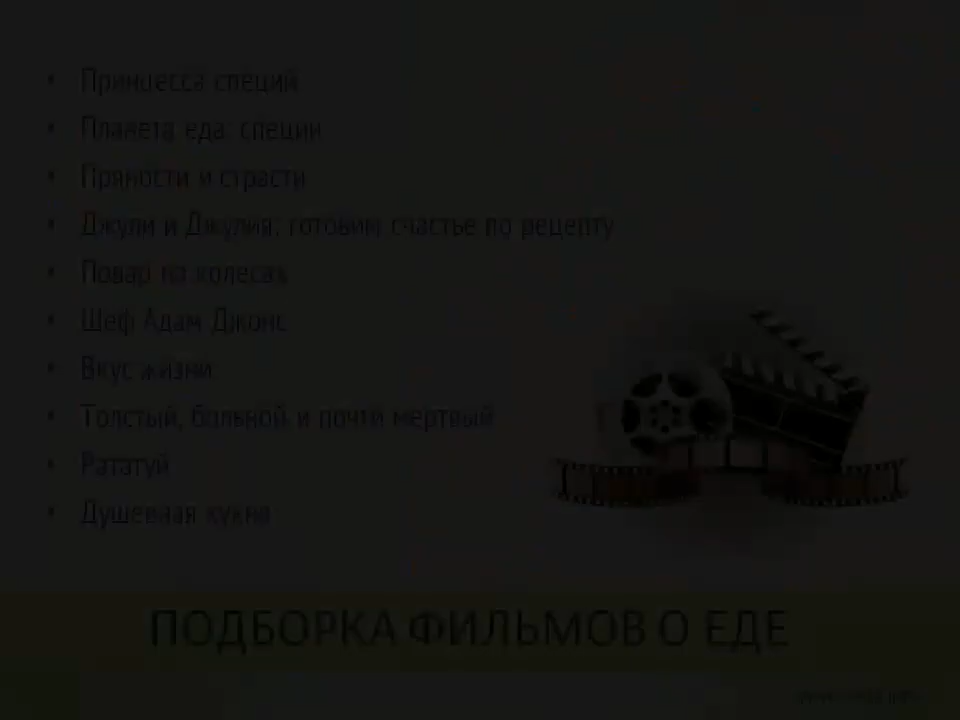 Принцесса специй
Планета еда: специи
Пряности и страсти
Джули и Джулия: готовим счастье по рецепту
Повар на колесах
Шеф Адам Джонс
Вкус жизни
Толстый, больной и почти мертвый
Рататуй
Душевная кухня
ПОДБОРКА ФИЛЬМОВ О ЕДЕ